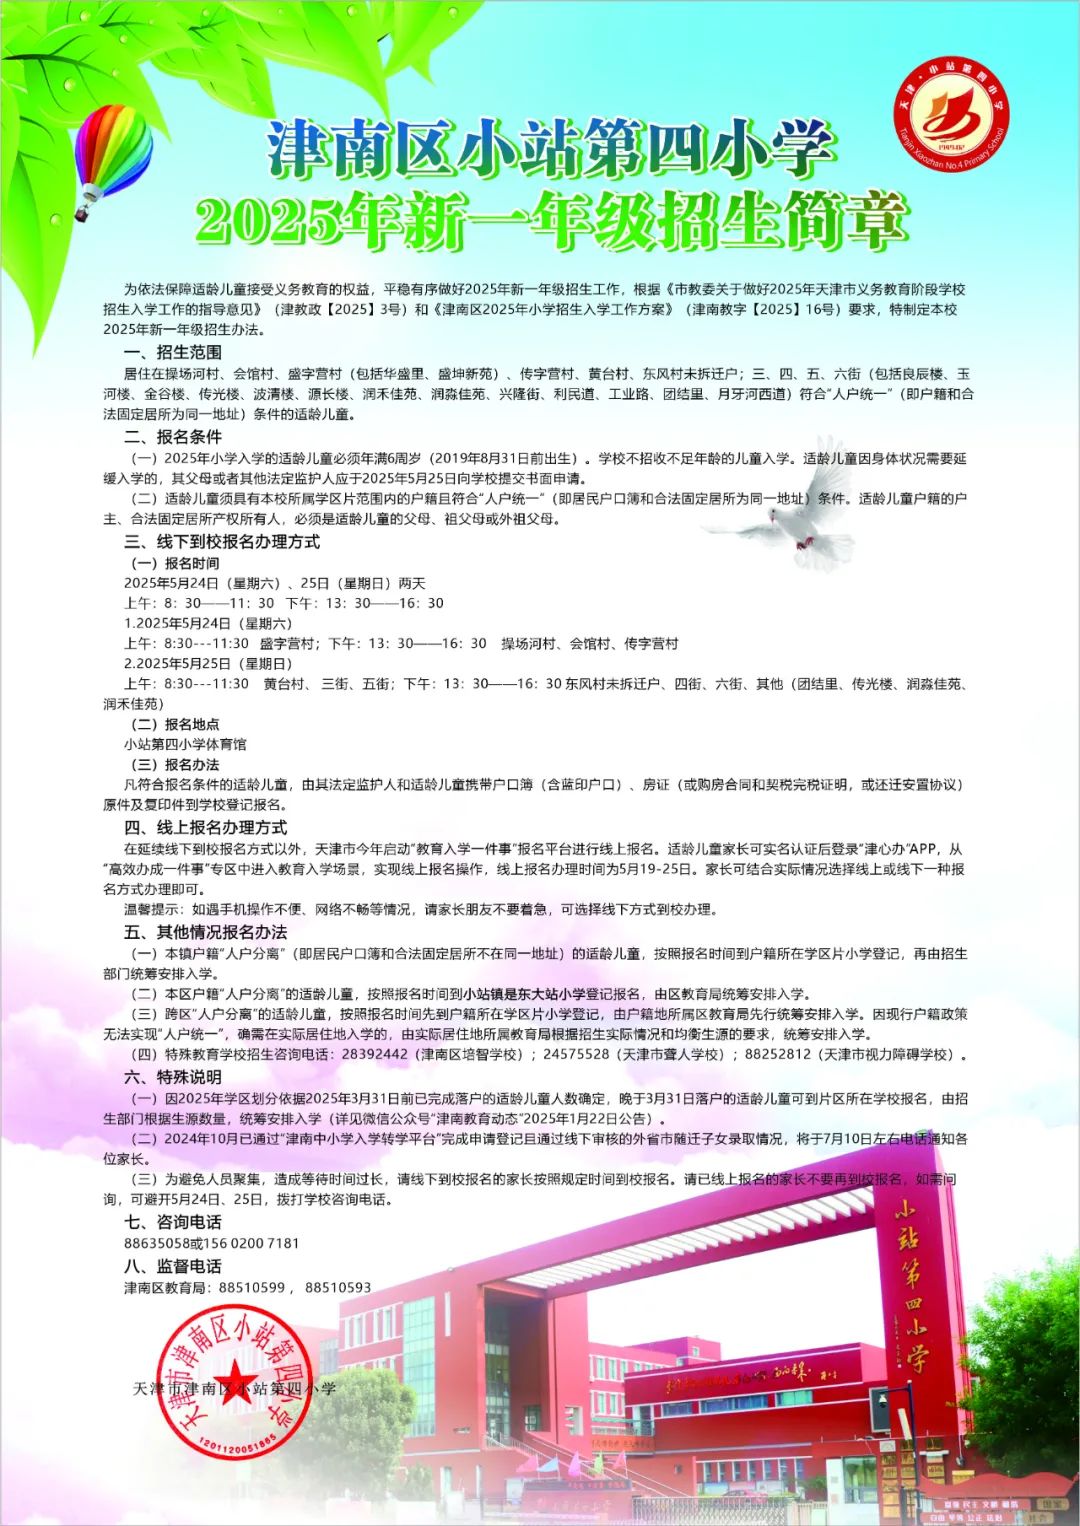 天津·小站第四小学
Tianjin Xiaozhan No.4 Primary School
津南区小站第四小学
2025年新一年级招生简章
为依法保障适龄儿童接受义务教育的权益，平稳有序做好2025年新一年级招生工作，根据《市教委关于做好2025年天津市义务教育阶段学校
招生入学工作的指导意见》（津教政【2025】3号）和《津南区2025年小学招生入学工作方案》（津南教字【2025】16号）要求，特制定本校
2025年新一年级招生办法。
一、招生范围
居住在操场河村、会馆村、盛字营村（包括华盛里、盛坤新苑）、传字营村、黄台村、东风村未拆迁户；三、四、五、六街（包括良辰楼、玉
河楼、金谷楼、传光楼、波清楼、源长楼、润禾佳苑、润淼佳苑、兴隆街、利民道、工业路、团结里、月牙河西道）符合“人户统一”（即户籍和合
法固定居所为同一地址）条件的适龄儿童。
二、报名条件
（一）2025年小学入学的适龄儿童必须年满6周岁（2019年8月31日前出生）。学校不招收不足年龄的儿童入学。适龄儿童因身体状况需要延
缓入学的，其父母或者其他法定监护人应于2025年5月25日向学校提交书面申请。
（二）适龄儿童须具有本校所属学区片范围内的户籍且符合“人户统一”（即居民户口簿和合法固定居所为同一地址）条件。适龄儿童户籍的户
主、合法固定居所产权所有人，必须是适龄儿童的父母、祖父母或外祖父母。
三、线下到校报名办理方式
（一）报名时间
2025年5月24日（星期六）、25日（星期日）两天
上午：8：30——11：30 下午：13：30——16：30
1.2025年5月24日（星期六）
上午：8:30---11:30 盛字营村；下午：13：30——16：30 操场河村、会馆村、传字营村
2.2025年5月25日（星期日）
上午：8:30---11:30 黄台村、三街、五街；下午：13：30——16：30 东风村未拆迁户、四街、六街、其他（团结里、传光楼、润淼佳苑、
润禾佳苑）
（二）报名地点
小站第四小学体育馆
（三）报名办法
凡符合报名条件的适龄儿童，由其法定监护人和适龄儿童携带户口簿（含蓝印户口）、房证（或购房合同和契税完税证明，或还迁安置协议）
原件及复印件到学校登记报名。
四、线上报名办理方式
在延续线下到校报名方式以外，天津市今年启动“教育入学一件事”报名平台进行线上报名。适龄儿童家长可实名认证后登录“津心办”APP，从
“高效办成一件事”专区中进入教育入学场景，实现线上报名操作，线上报名办理时间为5月19-25日。家长可结合实际情况选择线上或线下一种报
名方式办理即可。
温馨提示：如遇手机操作不便、网络不畅等情况，请家长朋友不要着急，可选择线下方式到校办理。
五、其他情况报名办法
（一）本镇户籍“人户分离”（即居民户口簿和合法固定居所不在同一地址）的适龄儿童，按照报名时间到户籍所在学区片小学登记，再由招生
部门统筹安排入学。
（二）本区户籍“人户分离”的适龄儿童，按照报名时间到小站镇是东大站小学登记报名，由区教育局统筹安排入学。
（三）跨区“人户分离”的适龄儿童，按照报名时间先到户籍所在学区片小学登记，由户籍地所属区教育局先行统筹安排入学。因现行户籍政策
无法实现“人户统一”，确需在实际居住地入学的，由实际居住地所属教育局根据招生实际情况和均衡生源的要求，统筹安排入学。
（四）特殊教育学校招生咨询电话：28392442（津南区培智学校）；24575528（天津市聋人学校）；88252812（天津市视力障碍学校）。
六、特殊说明
（一）因2025年学区划分依据2025年3月31日前已完成落户的适龄儿童人数确定，晚于3月31日落户的适龄儿童可到片区所在学校报名，由招
生部门根据生源数量，统筹安排入学（详见微信公众号“津南教育动态”2025年1月22日公告）。
（二）2024年10月已通过“津南中小学入学转学平台”完成申请登记且通过线下审核的外省市随迁子女录取情况，将于7月10日左右电话通知各
位家长。
（三）为避免人员聚集，造成等待时间过长，请线下到校报名的家长按照规定时间到校报名。请已线上报名的家长不要再到校报名，如需问
询，可避开5月24日、25日，拨打学校咨询电话。
七、咨询电话
88635058或156 0200 7181
八、监督电话
津南区教育局：88510599， 88510593
天津市津南区小站第四小学
天津市津南区小站第四小学
1201120051865
小站第四小学
富强 民主 文明 和谐
自由 平等 公正 法治
国家
社会